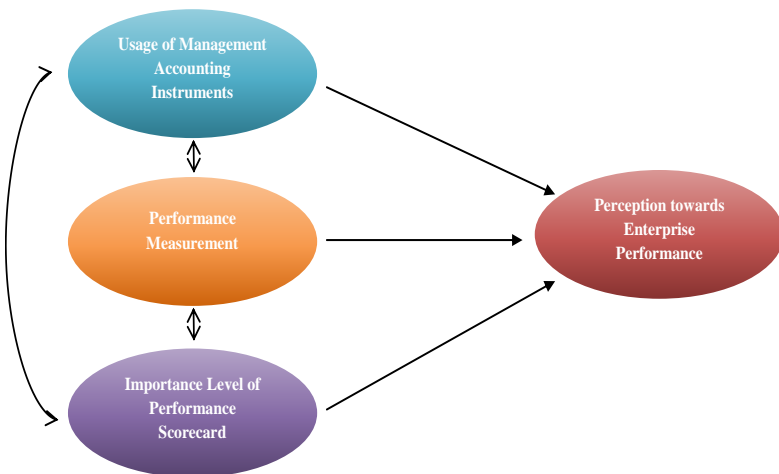 Usage of Management
Accounting
Instruments
Performance
Measurement
Perception towards
Enterprise
Performance
Importance Level of
Performance
Scorecard